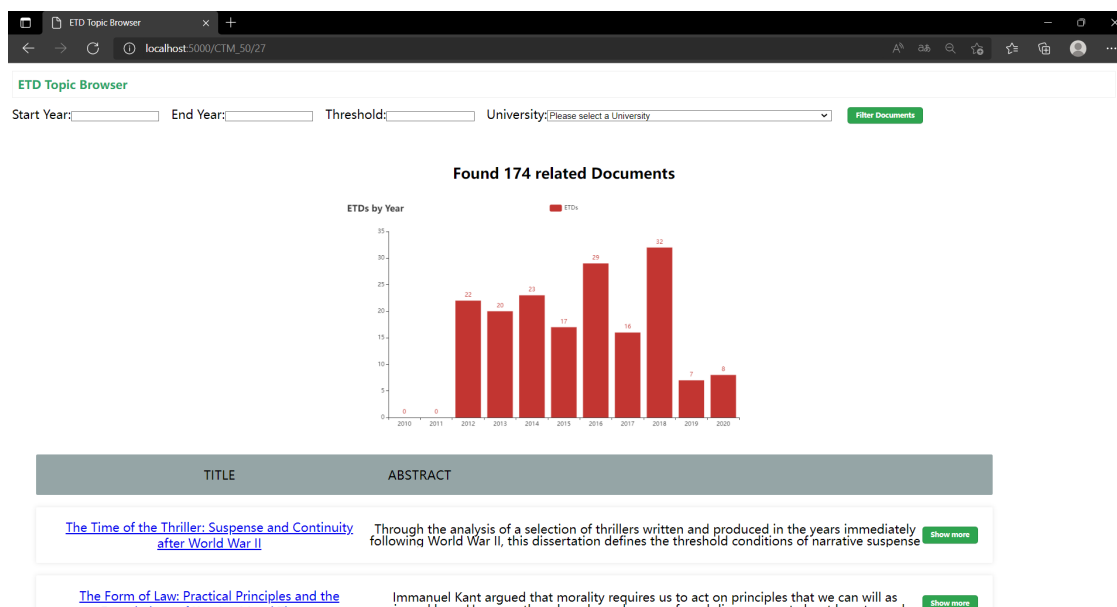 ETD Topic Browser
localhost:5000/CTM_50/27
ETD Topic Browser
Start Year: End Year: Threshold: University: Please select a University Filter Documents
Found 174 related Documents
ETDs by Year ETDs
35
30
25
20
15
10
5
0
0 0 22 20 23 17 29 16 32 7 8
2010 2011 2012 2013 2014 2015 2016 2017 2018 2019 2020
TITLE ABSTRACT
The Time of the Thriller: Suspense and Continuity
after World War II
Through the analysis of a selection of thrillers written and produced in the years immediately
following World War II, this dissertation defines the threshold conditions of narrative suspense
Show more
The Form of Law: Practical Principles and the
Immanuel Kant argued that morality requires us to act on principles that we can will as
Show more